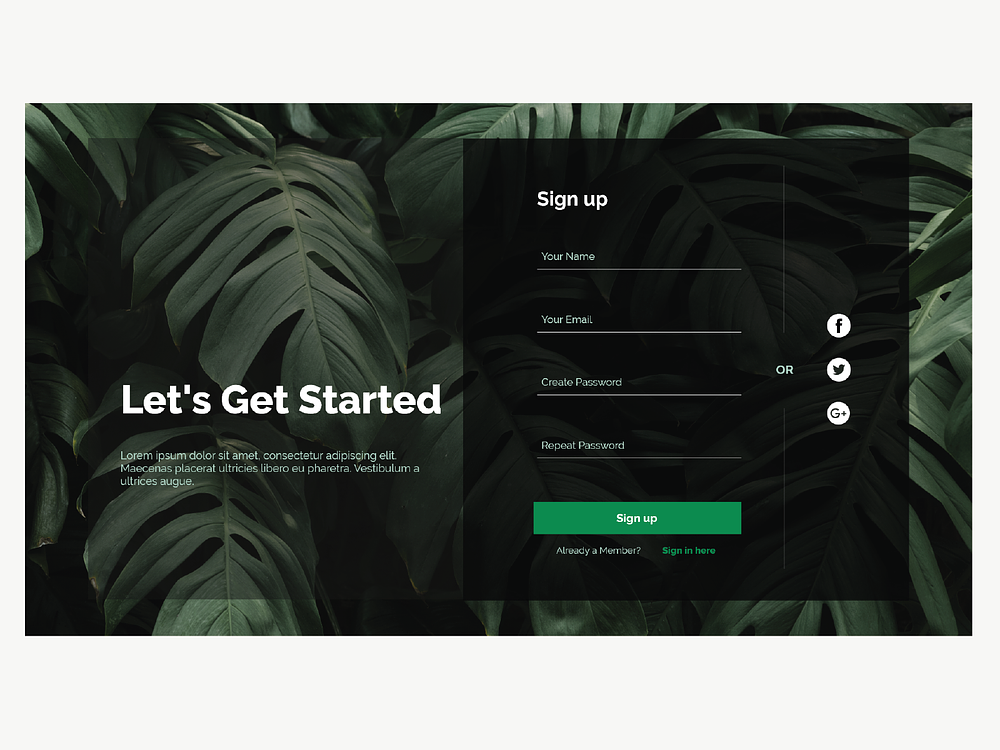 Let's Get Started
Lorem ipsum dolor sit amet, consectetur adipiscing elit.
Maecenas placerat ultricies libero eu pharetra. Vestibulum a
ultrices augue.
Sign up
Your Name
Your Email
Create Password
Repeat Password
Sign up
Already a Member? Sign in here
OR
f
G+